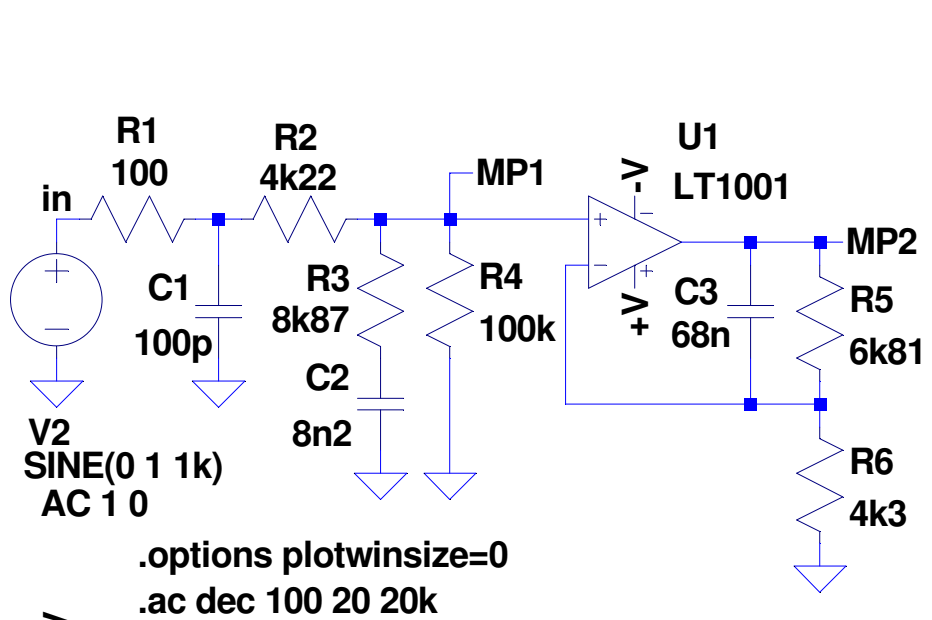 R1
100
R2
4k22
MP1
U1
LT1001
-V
in
+
−
C1
100p
R3
8k87
R4
100k
+
−
−
+
+V
MP2
C3
68n
R5
6k81
C2
8n2
V2
SINE(0 1 1k)
AC 1 0
R6
4k3
.options plotwinsize=0
.ac dec 100 20 20k